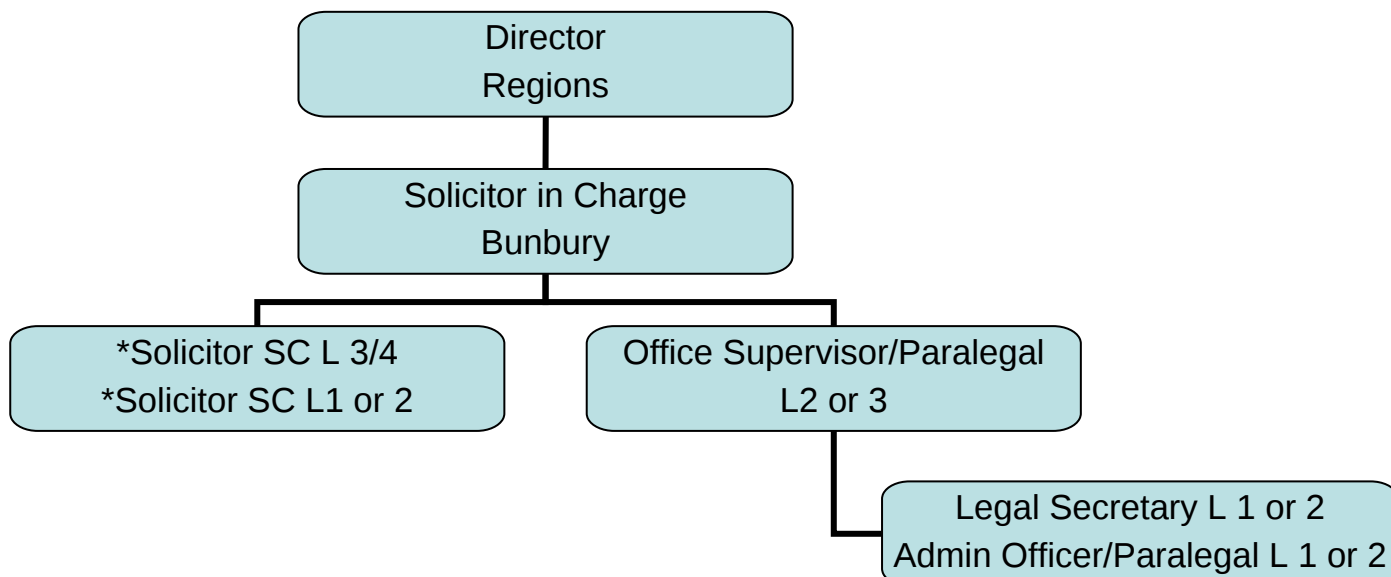 Director
Regions
Solicitor in Charge
Bunbury
*Solicitor SC L 3/4
*Solicitor SC L1 or 2
Office Supervisor/Paralegal
L2 or 3
Legal Secretary L 1 or 2
Admin Officer/Paralegal L 1 or 2